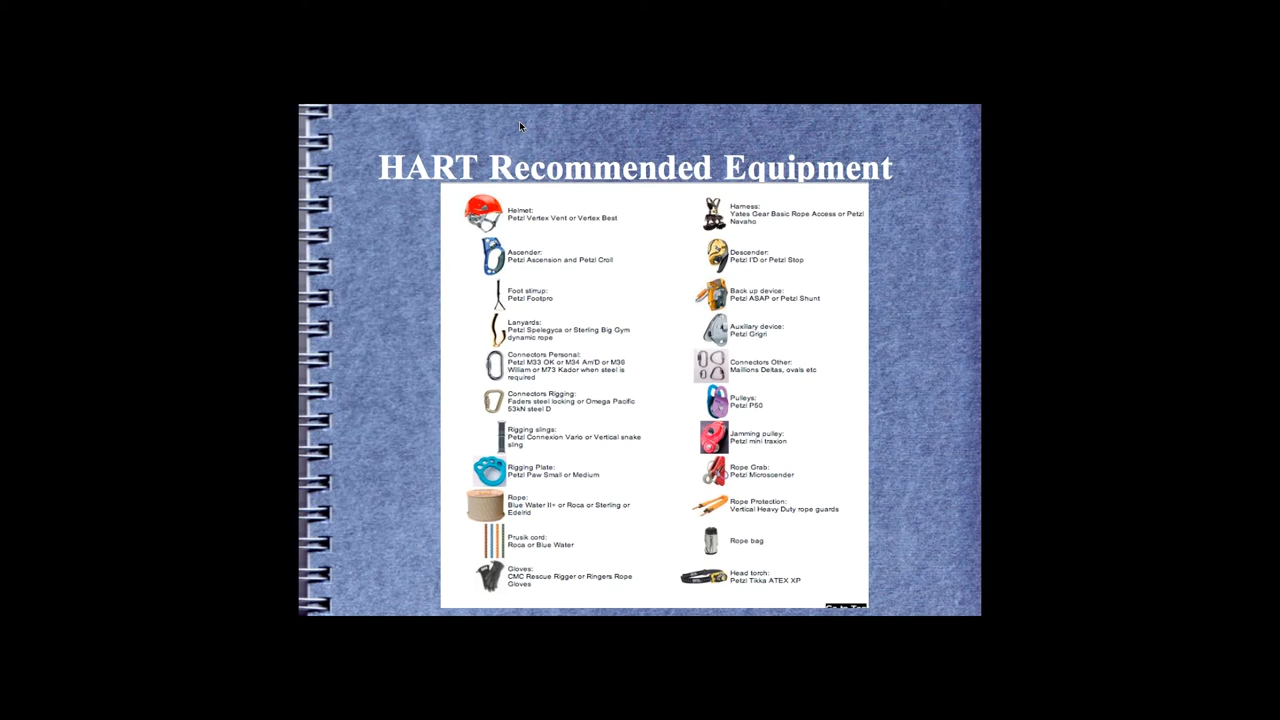 HART Recommended Equipment
Helmet:
Petzl Vertex Vent or Vertex Best
Ascender:
Petzl Ascension and Petzl Croll
Foot stirrup:
Petzl Footpro
Lanyards:
Petzl Spelegyca or Sterling Big Gym
dynamic rope
Connectors Personal:
Petzl M33 OK or M34 Am'D or M36
William or M73 Kador when steel is
required
Connectors Rigging:
Faders steel locking or Omega Pacific
53kN steel D
Rigging slings:
Petzl Connexion Vario or Vertical snake
sling
Rigging Plate:
Petzl Paw Small or Medium
Rope:
Blue Water II+ or Roca or Sterling or
Edelrid
Prusik cord:
Roca or Blue Water
Gloves:
CMC Rescue Rigger or Ringers Rope
Gloves
Harness:
Yates Gear Basic Rope Access or Petzl
Navaho
Descender:
Petzl I'D or Petzl Stop
Back up device:
Petzl ASAP or Petzl Shunt
Auxiliary device:
Petzl Grigri
Connectors Other:
Maillions Deltas, ovals etc
Pulleys:
Petzl P50
Jamming pulley:
Petzl mini traxion
Rope Grab:
Petzl Microscender
Rope Protection:
Vertical Heavy Duty rope guards
Rope bag
Head torch:
Petzl Tikka ATEX XP
Go to Top